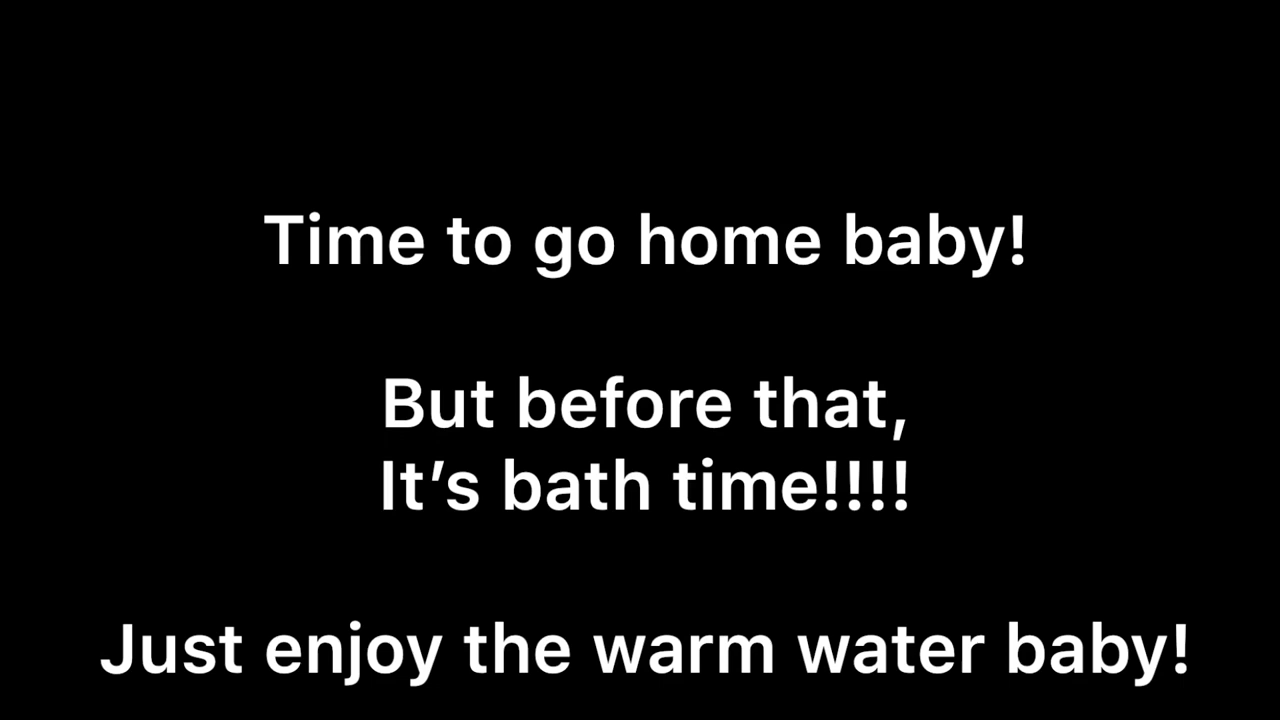 Time to go home baby!
But before that,
It’s bath time!!!!
Just enjoy the warm water baby!